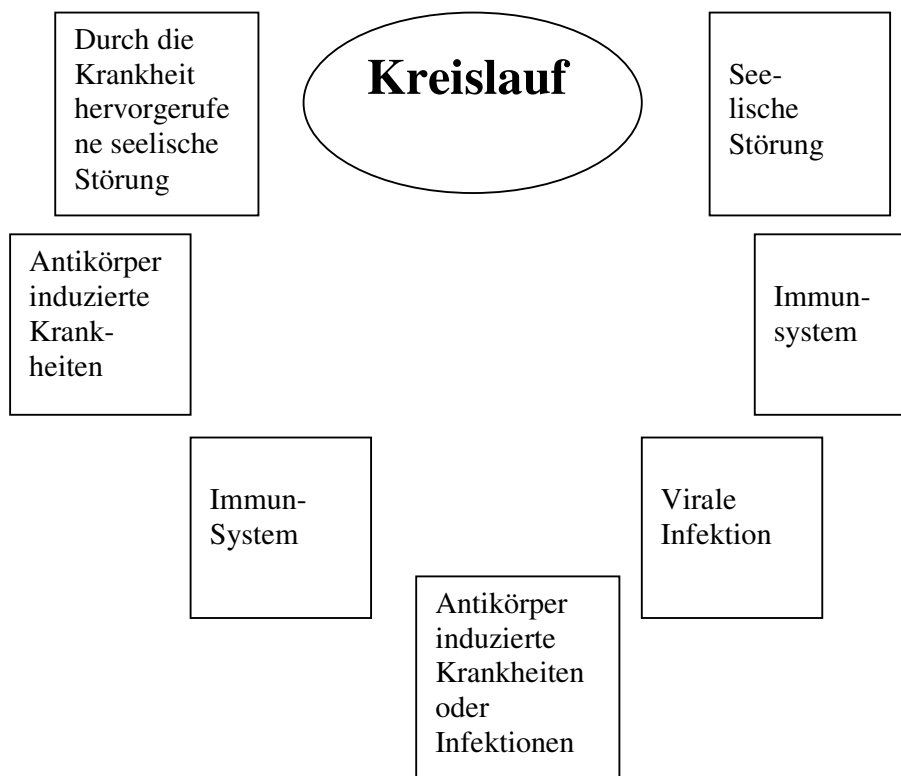 Durch die
Krankheit
hervorgerufe
ne seelische
Störung
Kreislauf
See-
lische
Störung
Antikörper
induzierte
Krank-
heiten
Immun-
system
Immun-
System
Virale
Infektion
Antikörper
induzierte
Krankheiten
oder
Infektionen